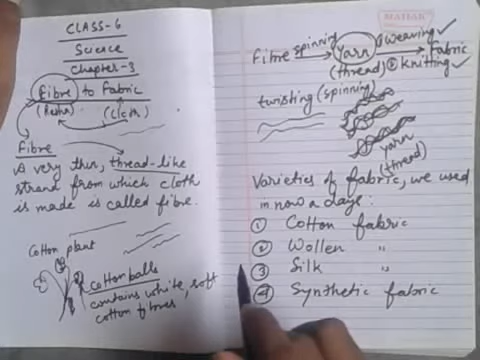 CLASS-6
Science
Chapter-3
Fibre to Fabric
(Cloth)
Fibre
A very thin, thread-like
strand from which cloth
is made is called fibre.
Cotton plant
Cotton balls
contains white, soft
cotton fibres
Fibre spinning Yarn ① weaving ✓ Fabric
(thread) ② knitting ✓
twisting (spinning)
yarn
(thread)
Varieties of fabric, we used
in now a days:
① Cotton fabric
② Wollen "
③ Silk "
④ Synthetic fabric